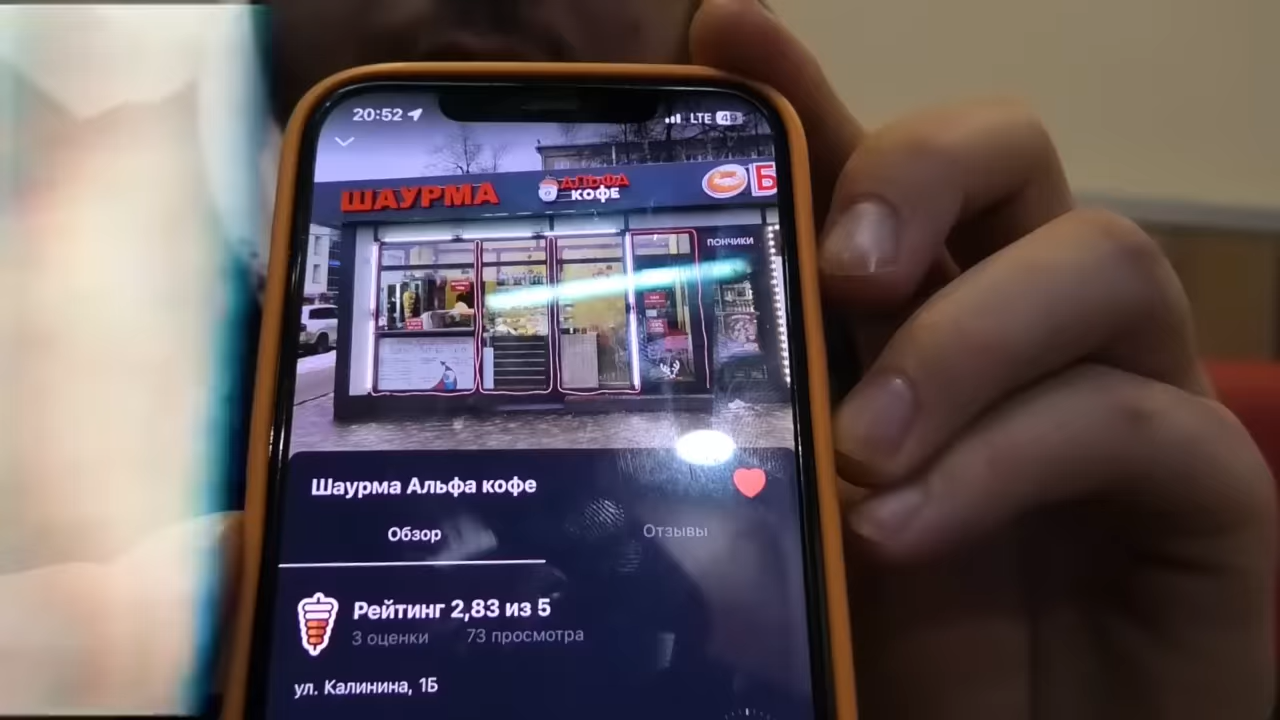 20:52
LTE 49
ШАУРМА
АЛЬФА
КОФЕ
Б
ПОНЧИКИ
Шаурма Альфа кофе
Обзор
Отзывы
Рейтинг 2,83 из 5
3 оценки 73 просмотра
ул. Калинина, 1Б